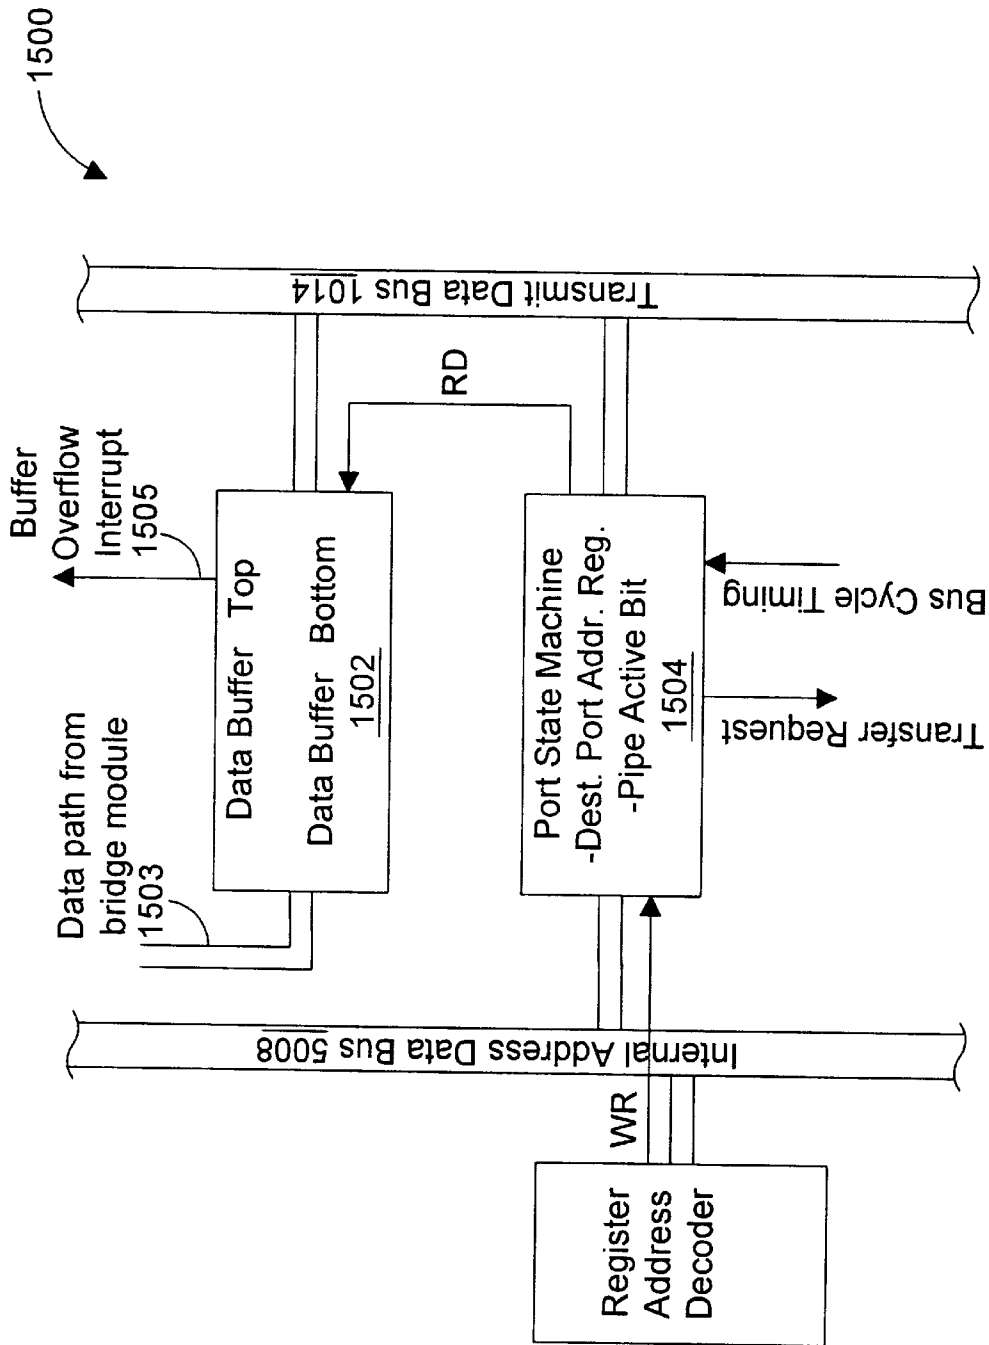 1500
Buffer
Overflow
Interrupt
1505
Data path from
bridge module
1503
Data Buffer Top
Data Buffer Bottom
1502
RD
Transmit Data Bus 1014
Port State Machine
-Dest. Port Addr. Reg.
-Pipe Active Bit
1504
Internal Address Data Bus 5008
WR
Register
Address
Decoder
Transfer Request
Bus Cycle Timing